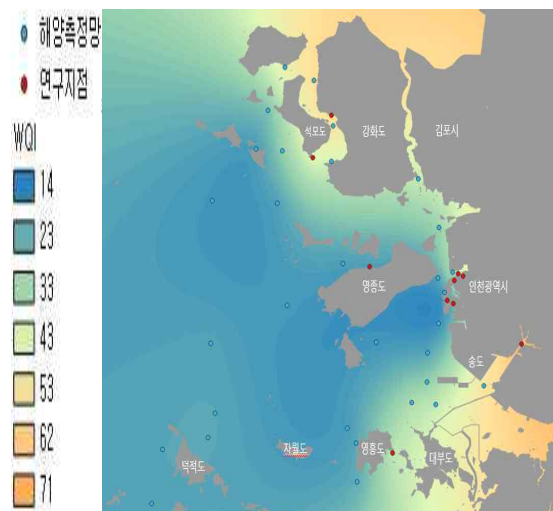 해양측정망
연구지점
WQI
14
23
33
43
53
62
71
석모도
강화도
김포시
영종도
인천광역시
송도
자월도
영흥도
대부도
덕적도